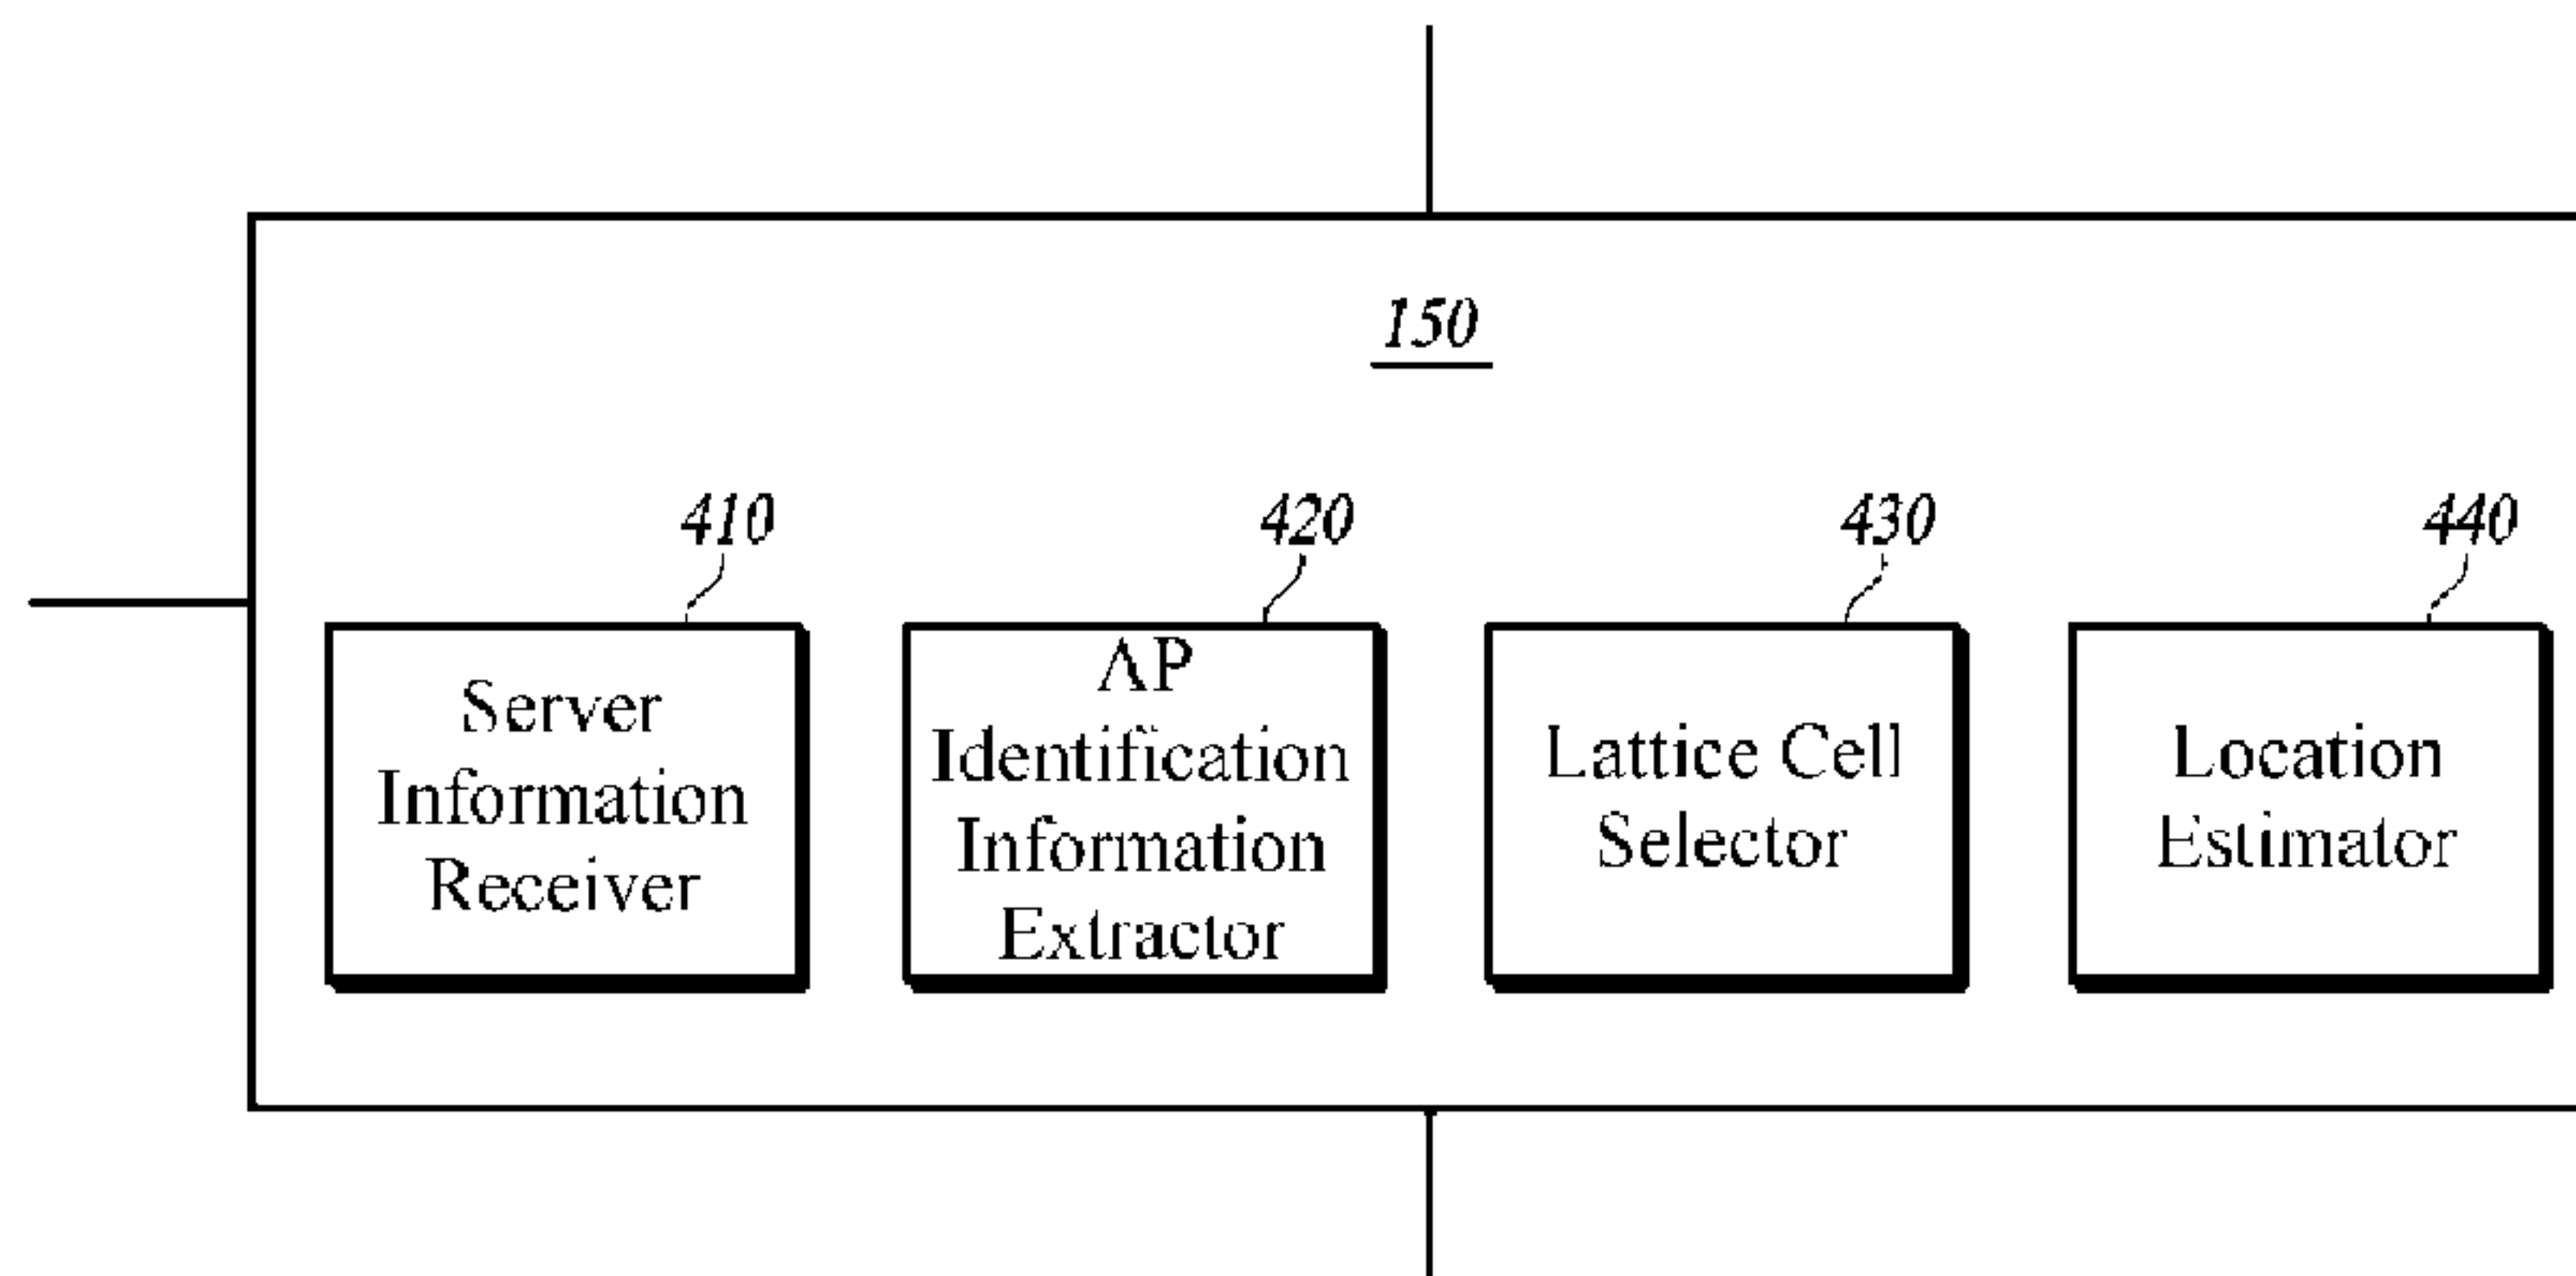 150
410
420
430
440
Server
Information
Receiver
AP
Identification
Information
Extractor
Lattice Cell
Selector
Location
Estimator